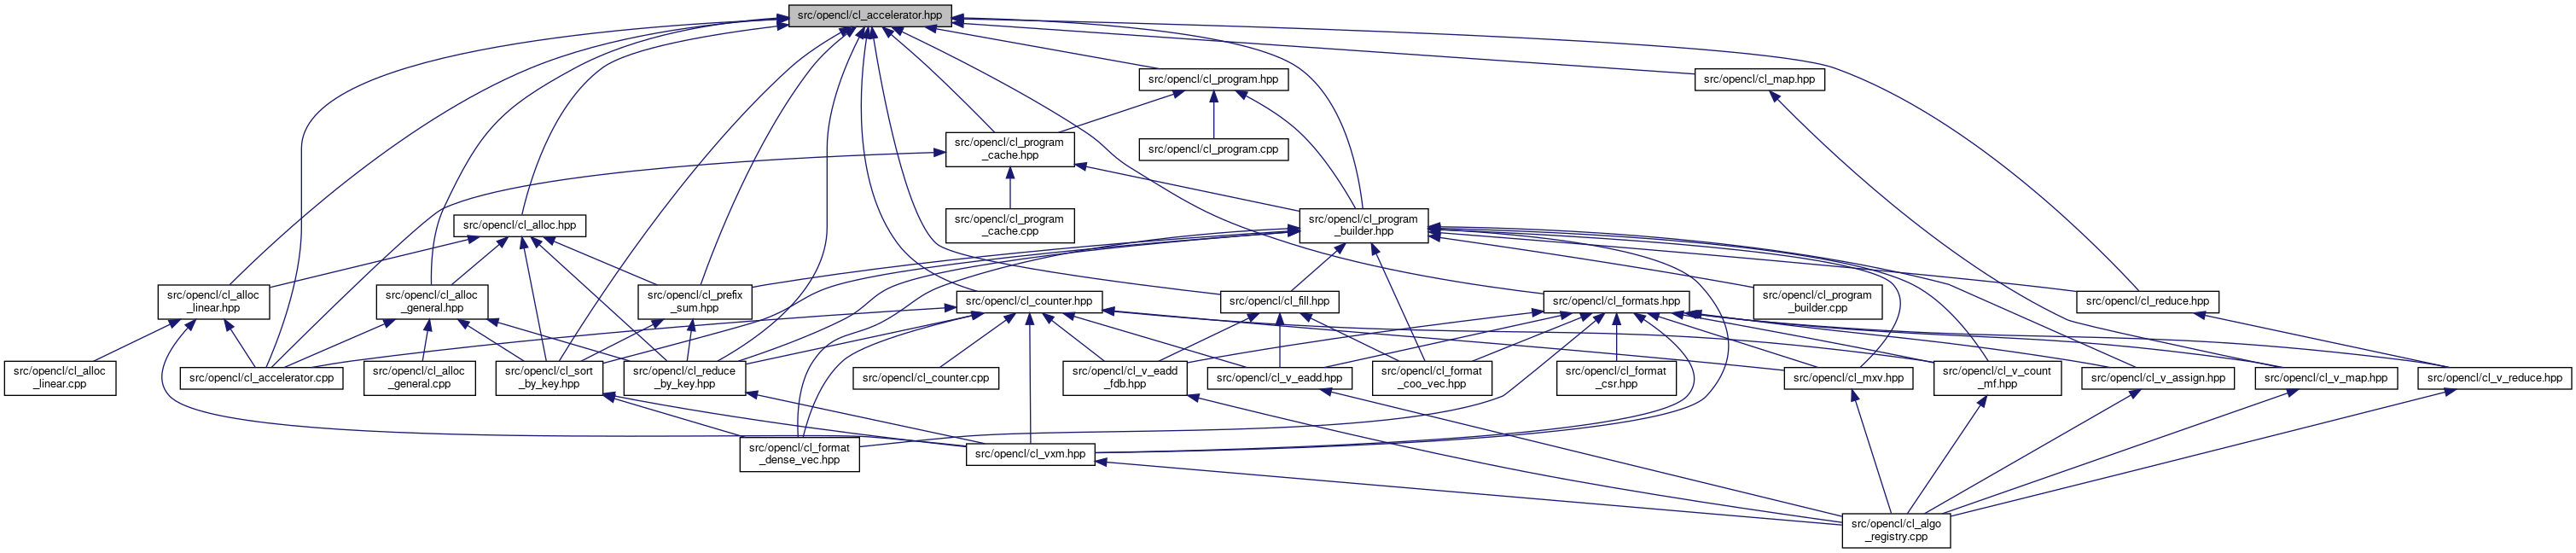 src/opencl/cl_accelerator.hpp
src/opencl/cl_program.hpp
src/opencl/cl_map.hpp
src/opencl/cl_program
_cache.hpp
src/opencl/cl_program.cpp
src/opencl/cl_alloc.hpp
src/opencl/cl_program
_cache.cpp
src/opencl/cl_program
_builder.hpp
src/opencl/cl_alloc
_linear.hpp
src/opencl/cl_alloc
_general.hpp
src/opencl/cl_prefix
_sum.hpp
src/opencl/cl_counter.hpp
src/opencl/cl_fill.hpp
src/opencl/cl_formats.hpp
src/opencl/cl_program
_builder.cpp
src/opencl/cl_reduce.hpp
src/opencl/cl_alloc
_linear.cpp
src/opencl/cl_accelerator.cpp
src/opencl/cl_alloc
_general.cpp
src/opencl/cl_sort
_by_key.hpp
src/opencl/cl_reduce
_by_key.hpp
src/opencl/cl_counter.cpp
src/opencl/cl_v_eadd
_fdb.hpp
src/opencl/cl_v_eadd.hpp
src/opencl/cl_format
_coo_vec.hpp
src/opencl/cl_format
_csr.hpp
src/opencl/cl_mxv.hpp
src/opencl/cl_v_count
_mf.hpp
src/opencl/cl_v_assign.hpp
src/opencl/cl_v_map.hpp
src/opencl/cl_v_reduce.hpp
src/opencl/cl_format
_dense_vec.hpp
src/opencl/cl_vxm.hpp
src/opencl/cl_algo
_registry.cpp